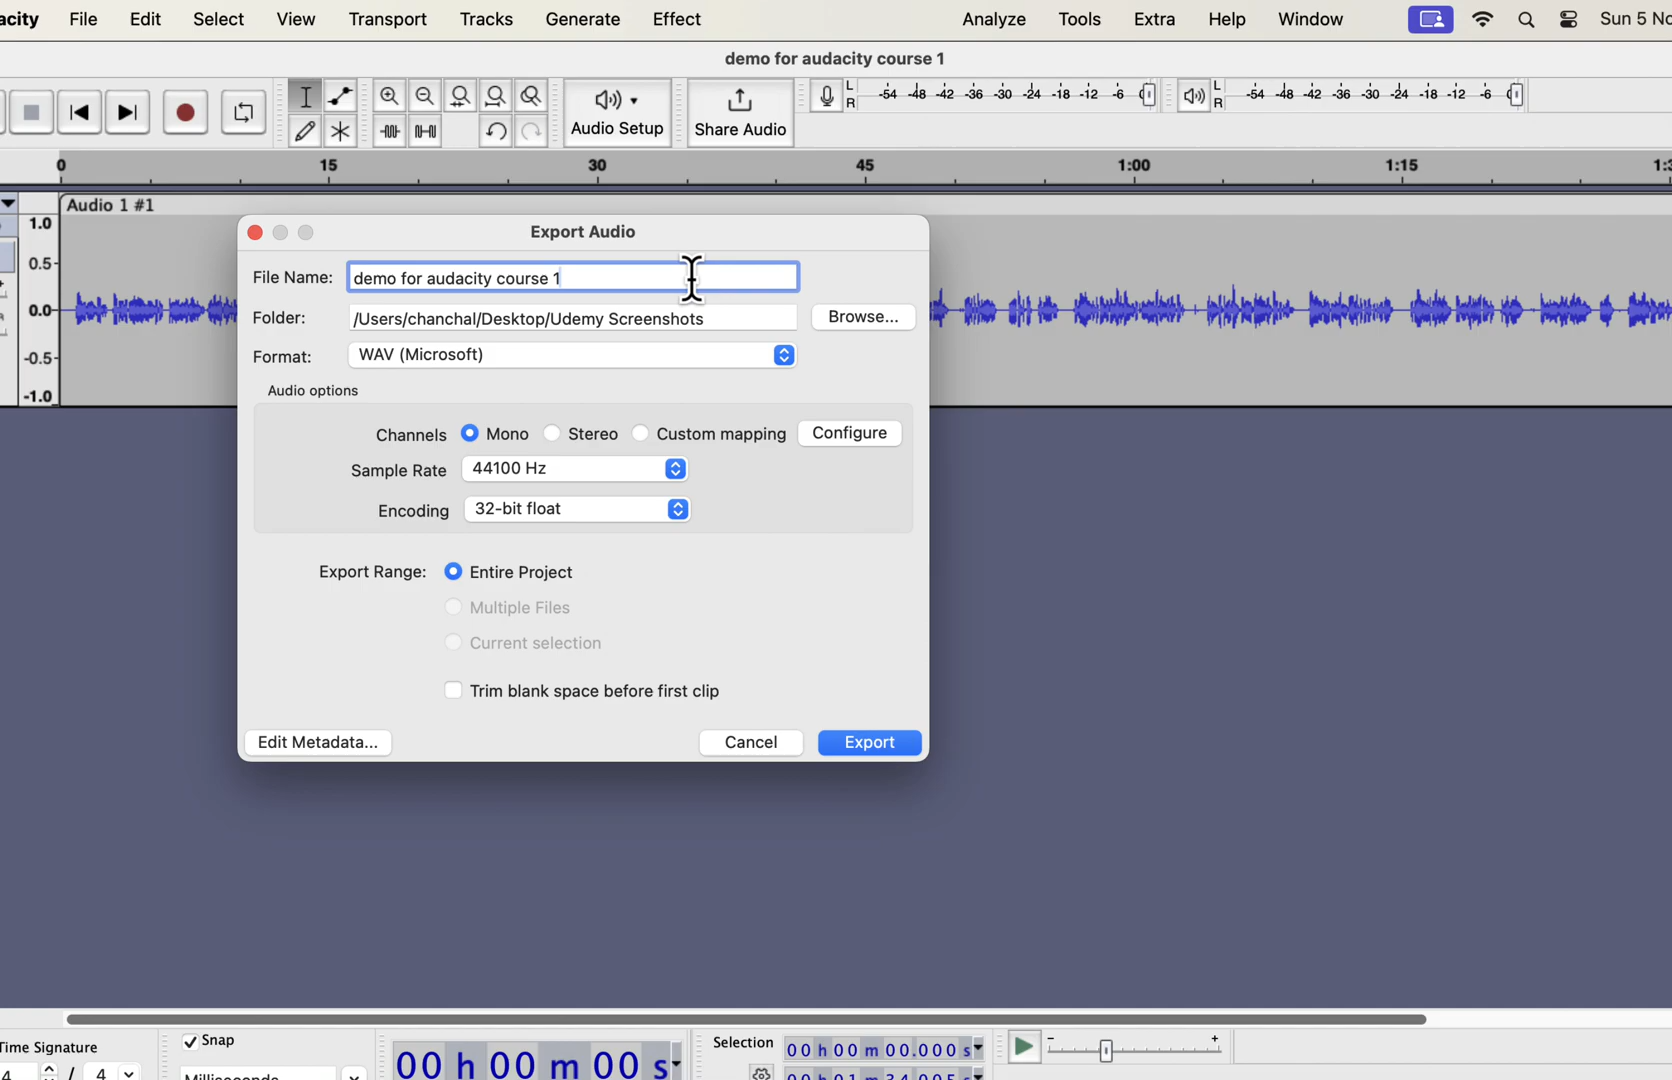 acity File Edit Select View Transport Tracks Generate Effect Analyze Tools Extra Help Window Sun 5 No
demo for audacity course 1
Audio Setup
Share Audio
L
R
-54 -48 -42 -36 -30 -24 -18 -12 -6
L
R
-54 -48 -42 -36 -30 -24 -18 -12 -6
0 15 30 45 1:00 1:15 1:3
Audio 1 #1
1.0
0.5-
0.0-
-0.5-
-1.0
Export Audio
File Name: demo for audacity course 1
Folder: /Users/chanchal/Desktop/Udemy Screenshots Browse...
Format: WAV (Microsoft)
Audio options
Channels Mono Stereo Custom mapping Configure
Sample Rate 44100 Hz
Encoding 32-bit float
Export Range: Entire Project
Multiple Files
Current selection
Trim blank space before first clip
Edit Metadata... Cancel Export
Time Signature
4 / 4
Snap
00 h 00 m 00 s
Selection
00 h 00 m 00.000 s
- +